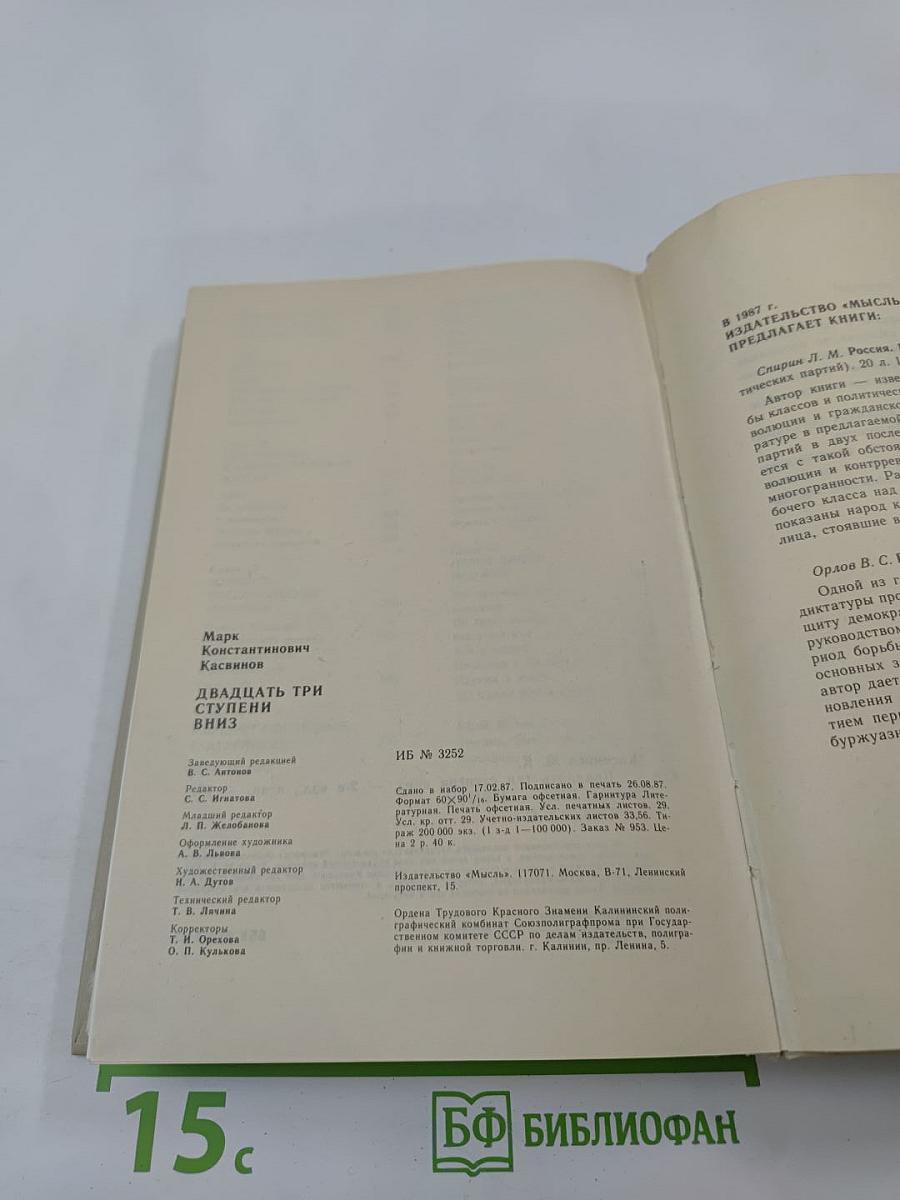 Марк
Константинович
Касвинов
ДВАДЦАТЬ ТРИ
СТУПЕНИ
ВНИЗ
Заведующий редакцией
В. С. Антонов
Редактор
С. С. Игнатова
Младший редактор
Л. П. Желобанова
Оформление художника
А. В. Львова
Художественный редактор
Н. А. Дутов
Технический редактор
Т. В. Лячина
Корректоры
Т. И. Орехова
О. П. Кулькова
ИБ № 3252
Сдано в набор 17.02.87. Подписано в печать 26.08.87.
Формат 60×90¹/₁₆. Бумага офсетная. Гарнитура Лите-
ратурная. Печать офсетная. Усл. печатных листов. 29.
Усл. кр. отт. 29. Учетно-издательских листов 33,56. Ти-
раж 200 000 экз. (1 з-д 1—100 000). Заказ № 953. Це-
на 2 р. 40 к.
Издательство «Мысль». 117071. Москва, В-71, Ленинский
проспект, 15.
Ордена Трудового Красного Знамени Калининский поли-
графический комбинат Союзполиграфпрома при Государ-
ственном комитете СССР по делам издательств, полигра-
фии и книжной торговли. г. Калинин, пр. Ленина, 5.
В 1987 г.
ИЗДАТЕЛЬСТВО «МЫСЛЬ
ПРЕДЛАГАЕТ КНИГИ:
Спирин Л. М. Россия.
тических партий). 20 л. 1
Автор книги — изве
бы классов и политичес
волюции и гражданско
ратуре в предлагаемой
партий в двух после
ется с такой обстоя
волюции и контррев
многогранности. Ра
бочего класса над
показаны народ к
лица, стоявшие в
Орлов В. С.
Одной из г
диктатуры про
щиту демокра
руководством
риод борьбы
основных з
автор дает
новления
тием пер
буржуазн
15с
БФ БИБЛИОФАН